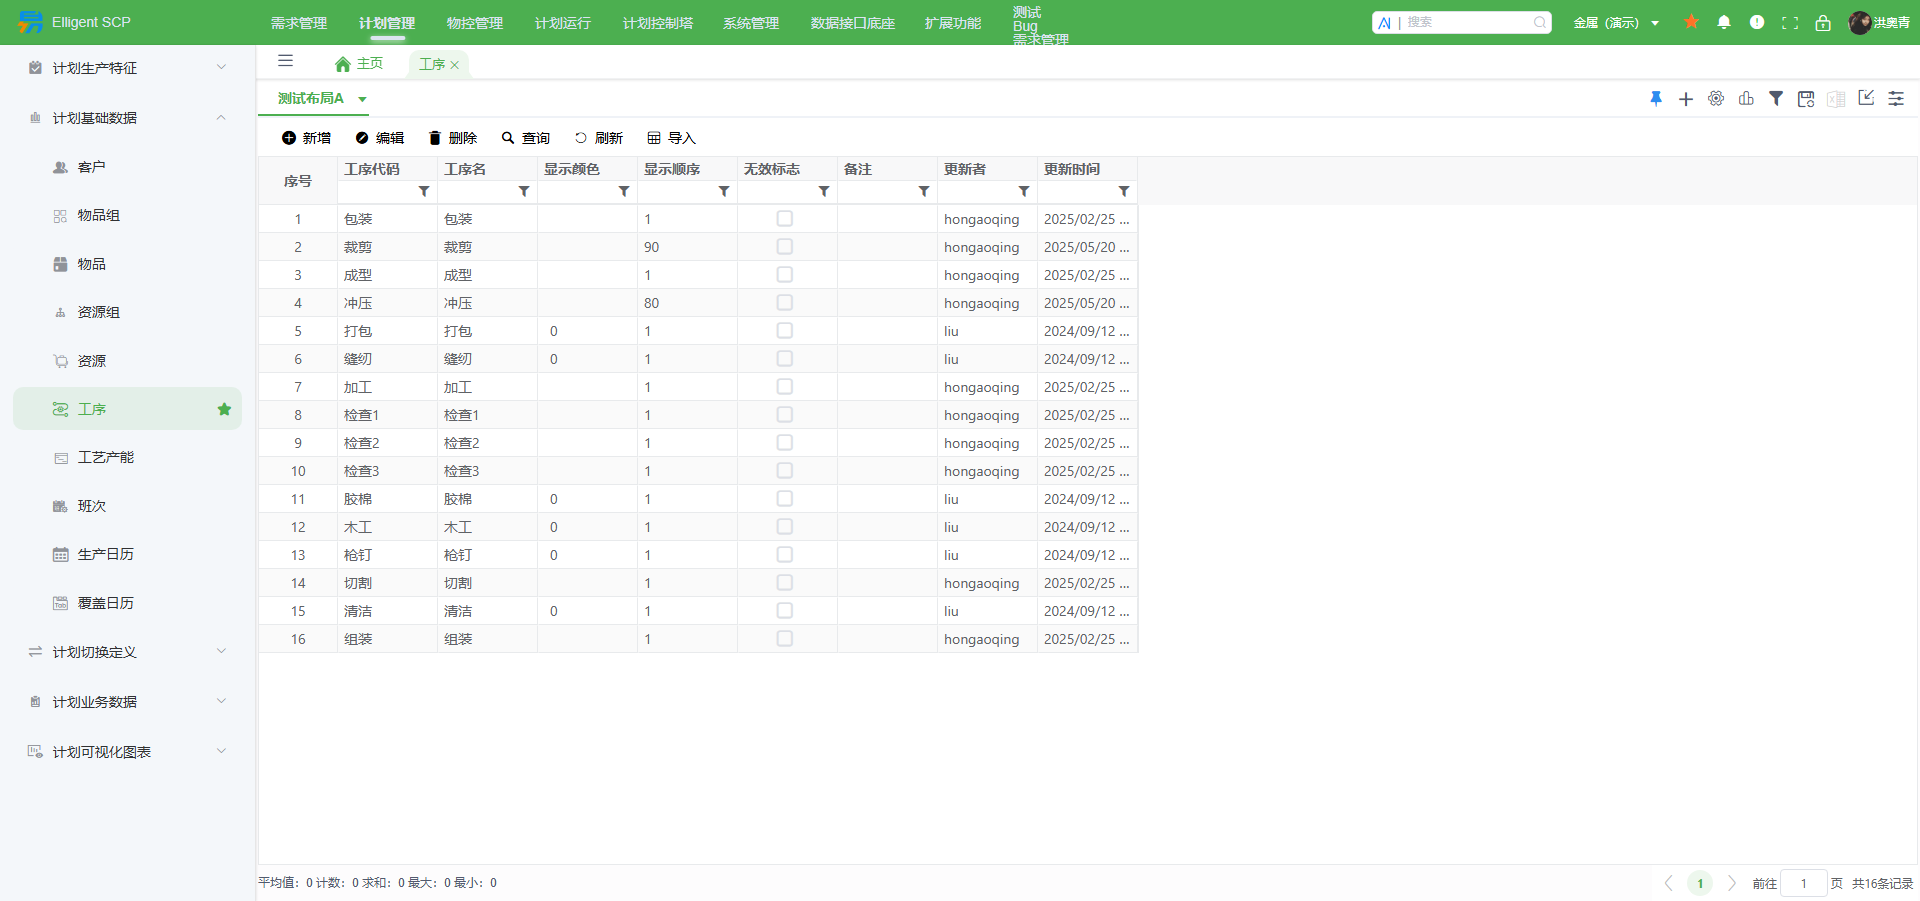 Elligent SCP
需求管理 计划管理 物控管理 计划运行 计划控制塔 系统管理 数据接口底座 扩展功能 测试
Bug
需求管理
搜索
金属 (演示)
洪奥青
计划生产特征
计划基础数据
客户
物品组
物品
资源组
资源
工序
工艺产能
班次
生产日历
覆盖日历
计划切换定义
计划业务数据
计划可视化图表
主页 工序
测试布局A
新增 编辑 删除 查询 刷新 导入
序号 工序代码 工序名 显示颜色 显示顺序 无效标志 备注 更新者 更新时间
1 包装 包装 1 hongaoqing 2025/02/25 ...
2 裁剪 裁剪 90 hongaoqing 2025/05/20 ...
3 成型 成型 1 hongaoqing 2025/02/25 ...
4 冲压 冲压 80 hongaoqing 2025/05/20 ...
5 打包 打包 0 1 liu 2024/09/12 ...
6 缝纫 缝纫 0 1 liu 2024/09/12 ...
7 加工 加工 1 hongaoqing 2025/02/25 ...
8 检查1 检查1 1 hongaoqing 2025/02/25 ...
9 检查2 检查2 1 hongaoqing 2025/02/25 ...
10 检查3 检查3 1 hongaoqing 2025/02/25 ...
11 胶棉 胶棉 0 1 liu 2024/09/12 ...
12 木工 木工 0 1 liu 2024/09/12 ...
13 枪钉 枪钉 0 1 liu 2024/09/12 ...
14 切割 切割 1 hongaoqing 2025/02/25 ...
15 清洁 清洁 0 1 liu 2024/09/12 ...
16 组装 组装 1 hongaoqing 2025/02/25 ...
平均值: 0 计数: 0 求和: 0 最大: 0 最小: 0
1 前往 1 页 共16条记录